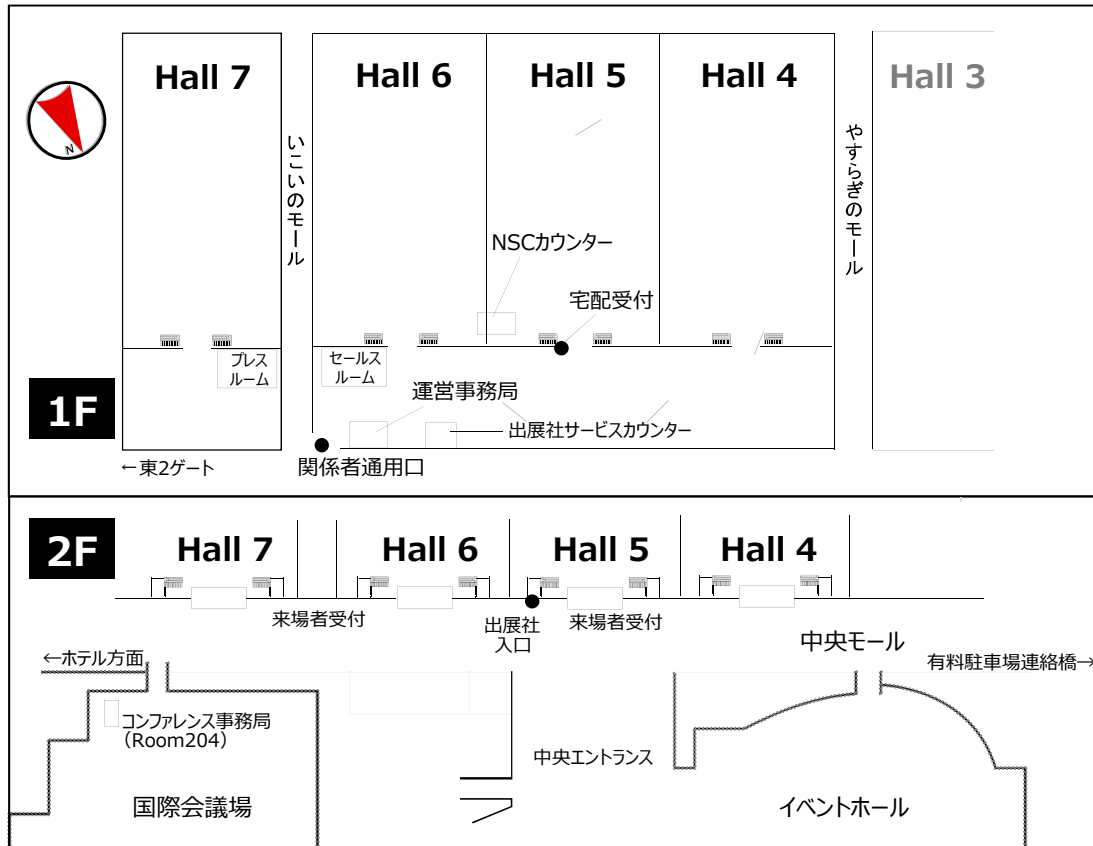 Hall 7
Hall 6
Hall 5
Hall 4
Hall 3
N
いこいのモール
やすらぎのモール
NSCカウンター
宅配受付
プレス
ルーム
セールス
ルーム
運営事務局
出展社サービスカウンター
1F
←東2ゲート
関係者通用口
2F
Hall 7
Hall 6
Hall 5
Hall 4
来場者受付
出展社
入口
来場者受付
中央モール
←ホテル方面
有料駐車場連絡橋→
コンファレンス事務局
（Room204）
中央エントランス
国際会議場
イベントホール